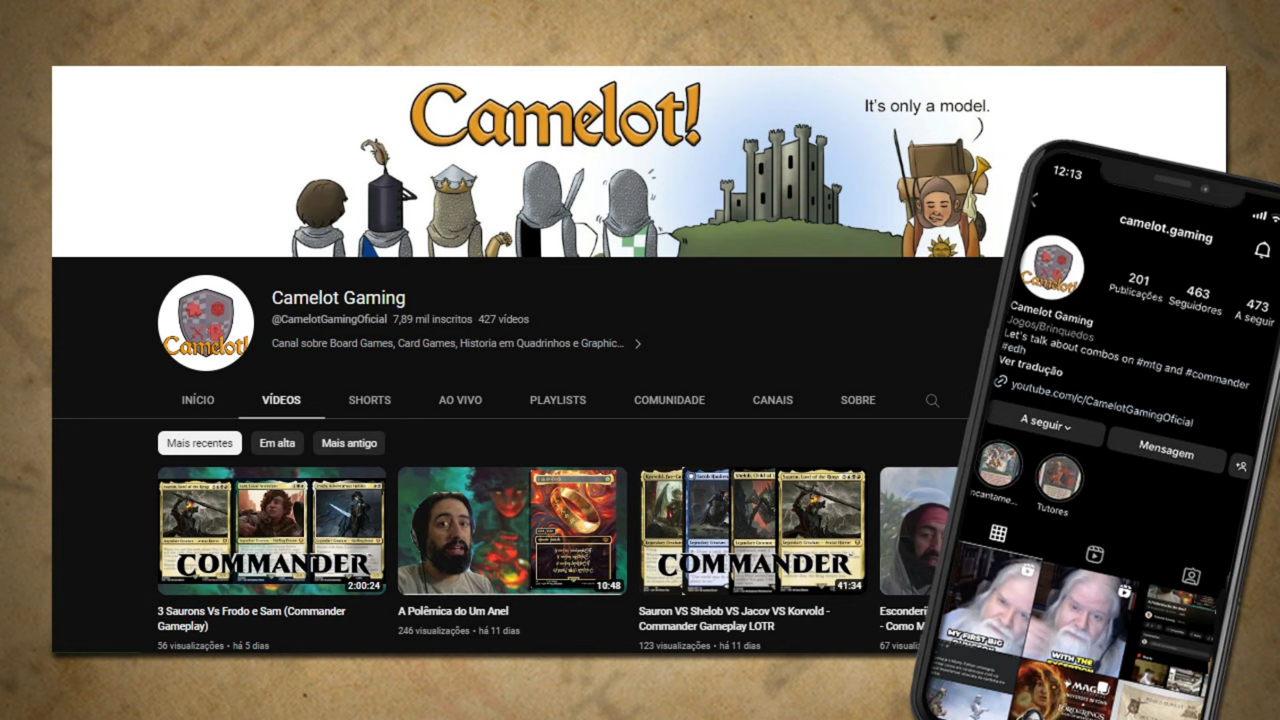 Camelot!
It's only a model.
Camelot!
Camelot Gaming
@CamelotGamingOficial 7,89 mil inscritos 427 vídeos
Canal sobre Board Games, Card Games, Historia em Quadrinhos e Graphic...
INÍCIO VÍDEOS SHORTS AO VIVO PLAYLISTS COMUNIDADE CANAIS SOBRE
Mais recentes Em alta Mais antigo
COMMANDER
2:00:24
10:48
COMMANDER
41:34
3 Saurons Vs Frodo e Sam (Commander
Gameplay)
56 visualizações • há 5 dias
A Polêmica do Um Anel
246 visualizações • há 11 dias
Sauron VS Shelob VS Jacov VS Korvold -
Commander Gameplay LOTR
123 visualizações • há 11 dias
- Como
67
12:13
camelot.gaming
Camelot!
201 463 473
Publicações Seguidores A seguir
Camelot Gaming
Jogos/Brinquedos
Let's talk about combos on #mtg and #commander
#edh
Ver tradução
youtube.com/c/CamelotGamingOficial
A seguir
Mensagem
Tutores
MY FIRST BIG
WITH THE
MAGIC